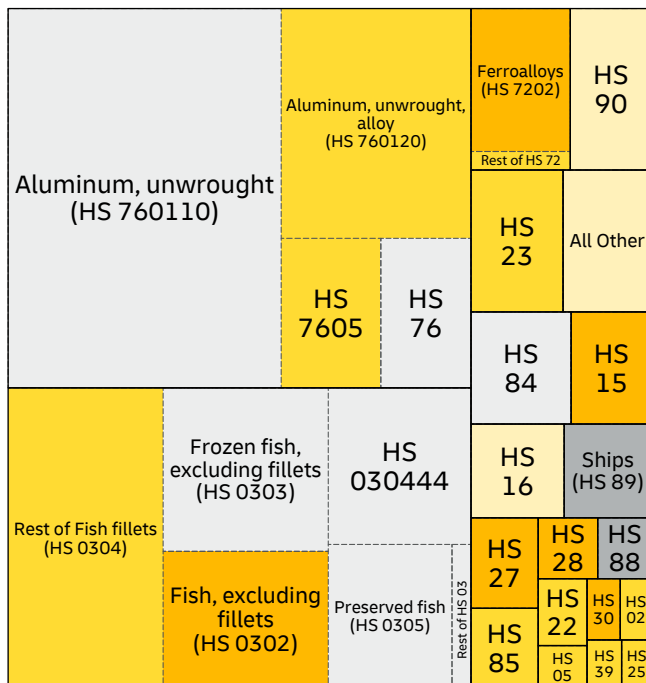 Aluminum, unwrought
(HS 760110)
Aluminum, unwrought,
alloy
(HS 760120)
HS
7605
HS
76
Rest of Fish fillets
(HS 0304)
Frozen fish,
excluding fillets
(HS 0303)
HS
030444
Fish, excluding
fillets
(HS 0302)
Preserved fish
(HS 0305)
Rest of HS 03
Ferroalloys
(HS 7202)
Rest of HS 72
HS
90
HS
23
All Other
HS
84
HS
15
HS
16
Ships
(HS 89)
HS
27
HS
28
HS
88
HS
85
HS
22
HS
30
HS
02
HS
05
HS
39
HS
25